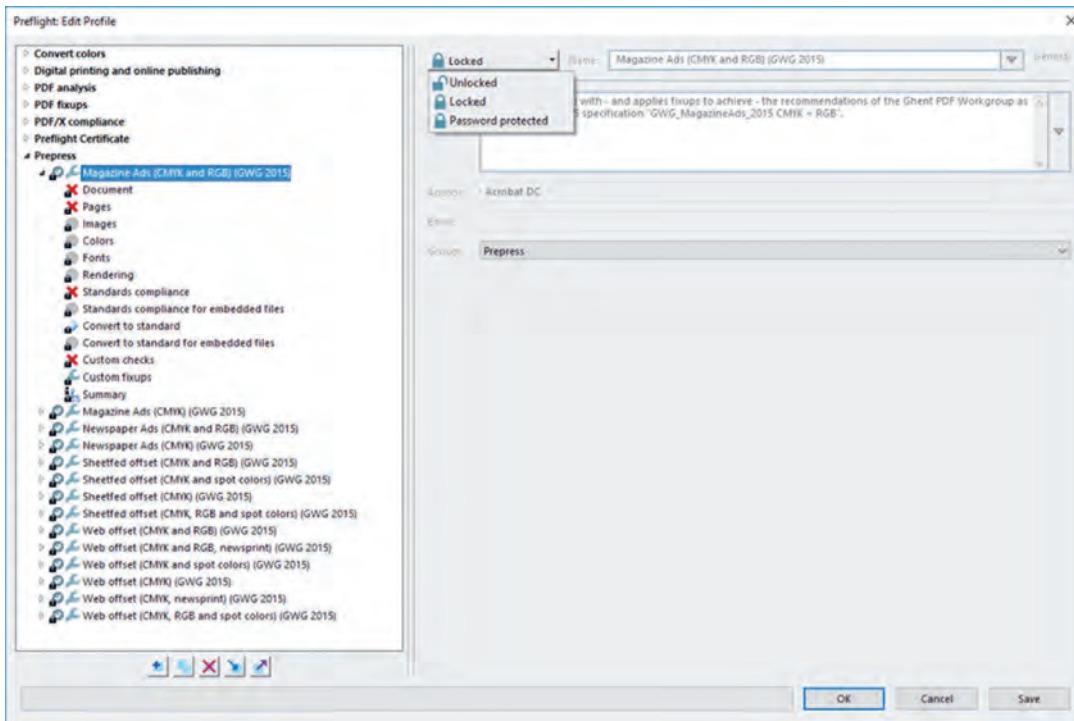 Preflight: Edit Profile
Convert colors
Digital printing and online publishing
PDF analysis
PDF fixups
PDF/X compliance
Preflight Certificate
Prepress
Magazine Ads (CMYK and RGB) (GWG 2015)
Document
Pages
Images
Colors
Fonts
Rendering
Standards compliance
Standards compliance for embedded files
Convert to standard
Convert to standard for embedded files
Custom checks
Custom fixups
Summary
Magazine Ads (CMYK) (GWG 2015)
Newspaper Ads (CMYK and RGB) (GWG 2015)
Newspaper Ads (CMYK) (GWG 2015)
Sheetfed offset (CMYK and RGB) (GWG 2015)
Sheetfed offset (CMYK and spot colors) (GWG 2015)
Sheetfed offset (CMYK) (GWG 2015)
Sheetfed offset (CMYK, RGB and spot colors) (GWG 2015)
Web offset (CMYK and RGB) (GWG 2015)
Web offset (CMYK and RGB, newsprint) (GWG 2015)
Web offset (CMYK and spot colors) (GWG 2015)
Web offset (CMYK) (GWG 2015)
Web offset (CMYK, newsprint) (GWG 2015)
Web offset (CMYK, RGB and spot colors) (GWG 2015)
Locked
Name: Magazine Ads (CMYK and RGB) (GWG 2015)
Unlocked
Locked
Password protected
with - and applies fixups to achieve - the recommendations of the Ghent PDF Workgroup as
specification "GWG_MagazineAds_2015 CMYK + RGB".
Acrobat DC
Email:
Group: Prepress
OK Cancel Save